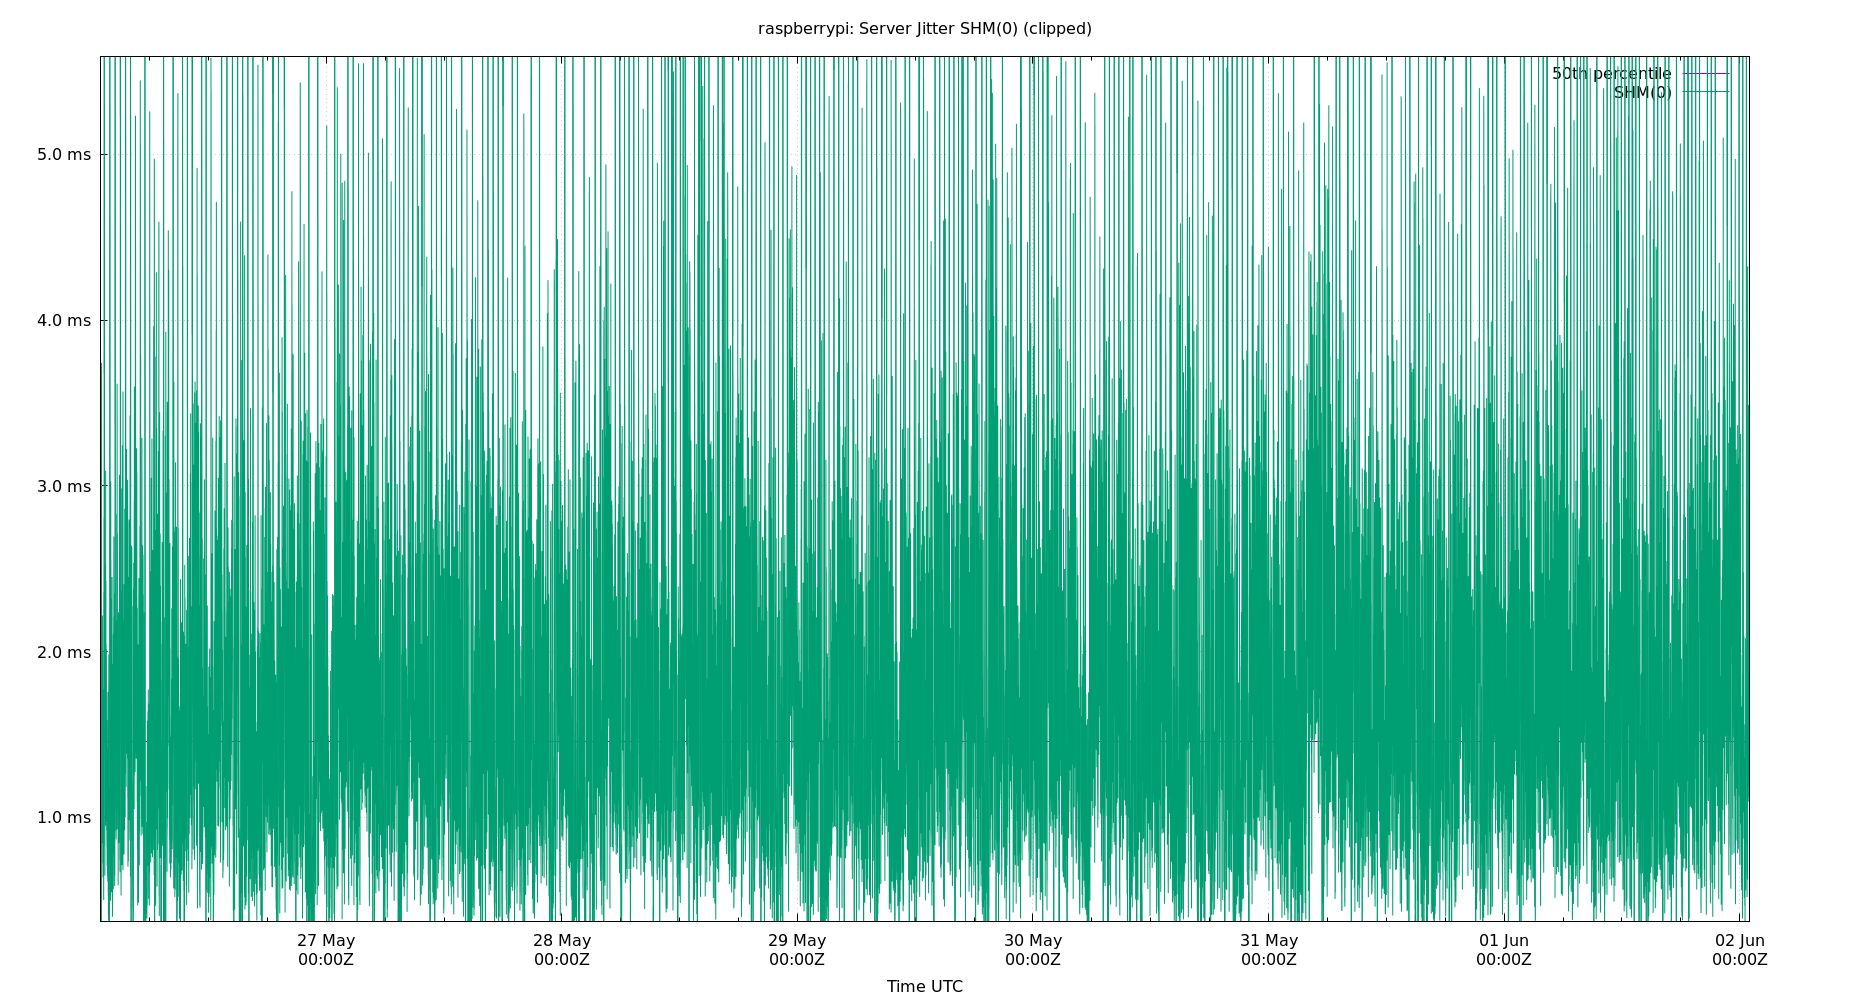 raspberrypi: Server Jitter SHM(0) (clipped)
50th percentile
SHM(0)
5.0 ms
4.0 ms
3.0 ms
2.0 ms
1.0 ms
27 May 28 May 29 May 30 May 31 May 01 Jun 02 Jun
00:00Z 00:00Z 00:00Z 00:00Z 00:00Z 00:00Z 00:00Z
Time UTC